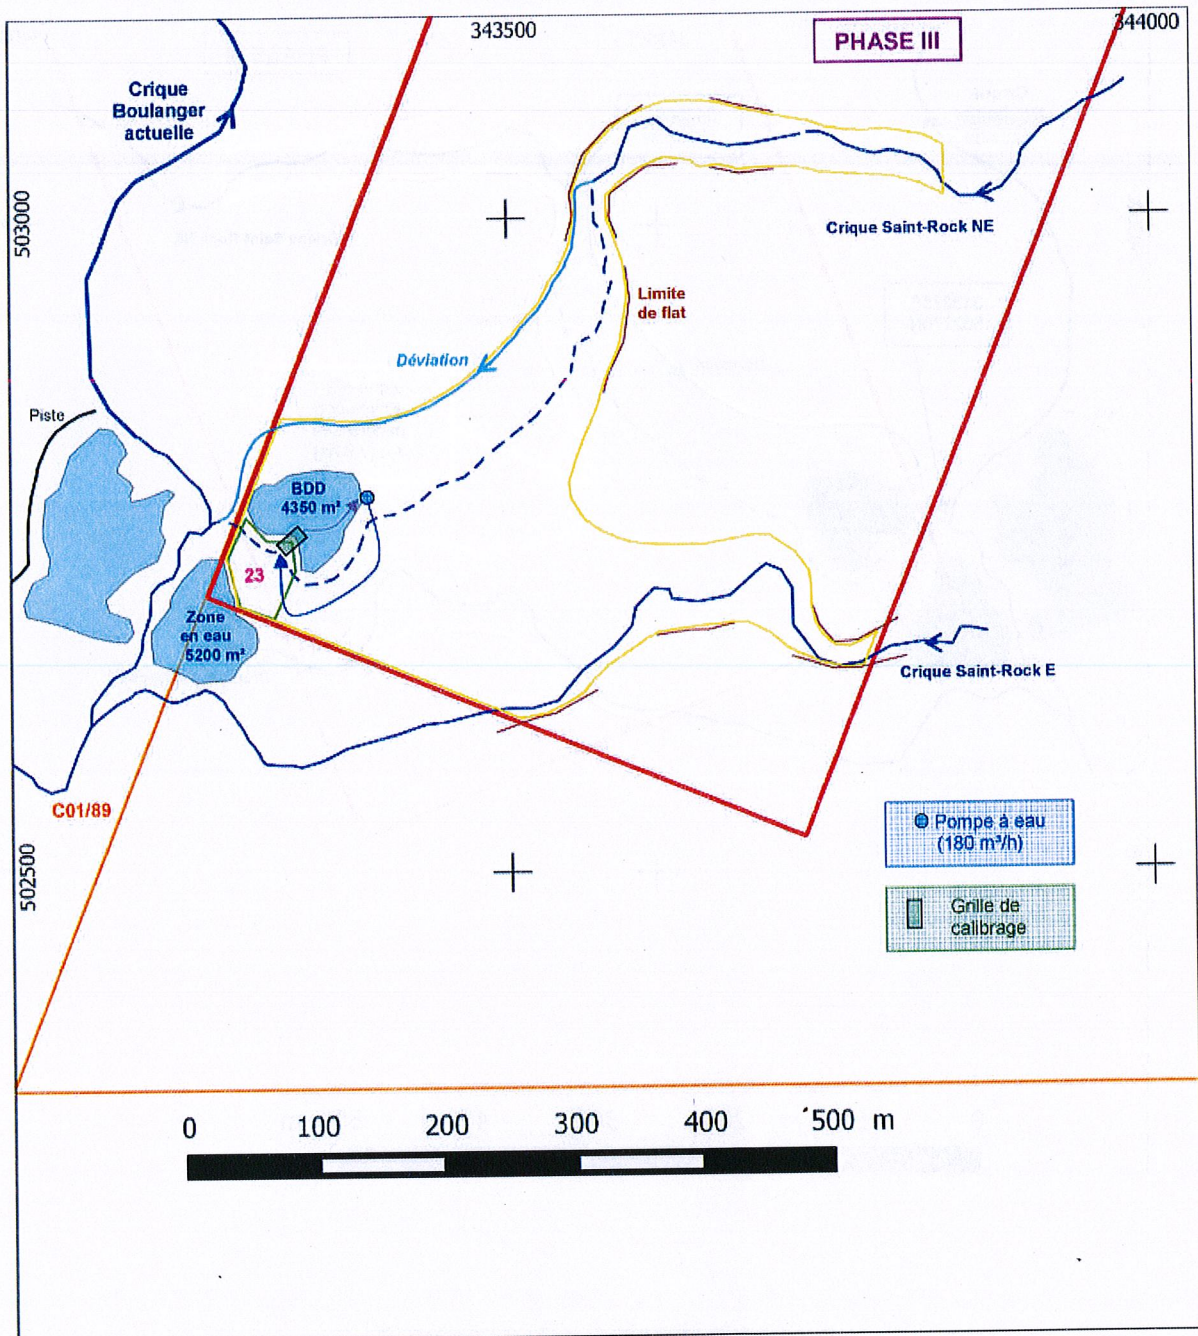 343500
PHASE III
344000
Crique
Boulanger
actuelle
503000
Crique Saint-Rock NE
Limite
de flat
Déviation
Piste
BDD
4350 m²
23
Zone
en eau
5200 m²
Crique Saint-Rock E
C01/89
Pompe à eau
(180 m³/h)
502500
Grille de
calibrage
0 100 200 300 400 500 m